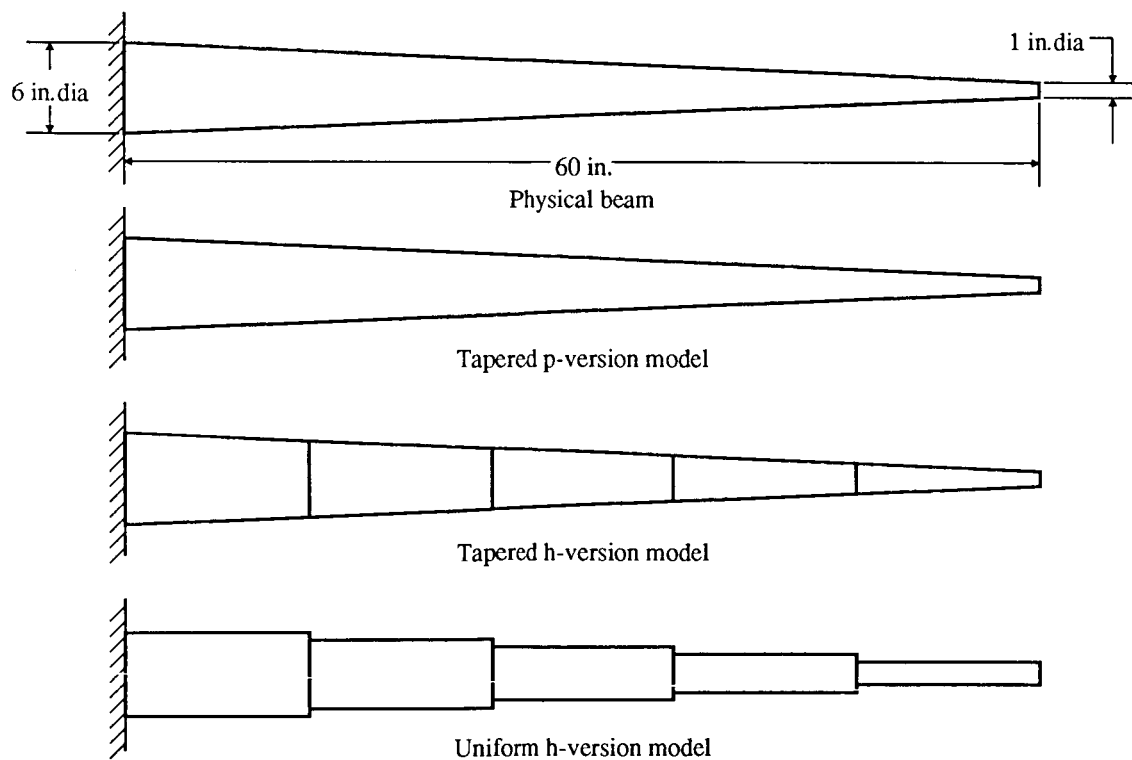 1 in.dia
6 in.dia
60 in.
Physical beam
Tapered p-version model
Tapered h-version model
Uniform h-version model